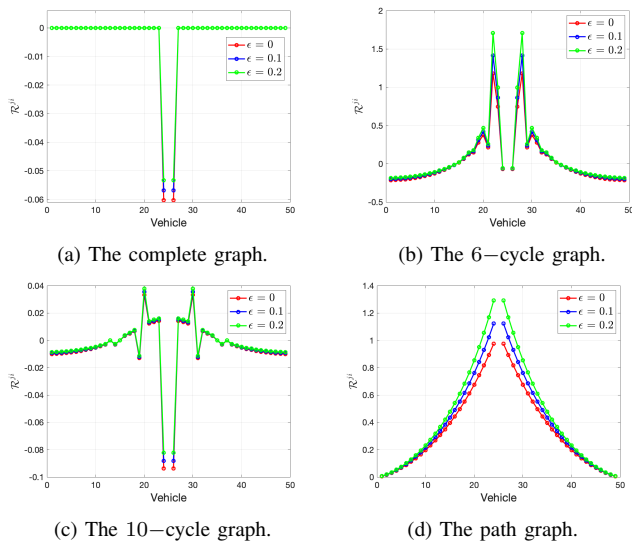 0
-0.01
-0.02
-0.03
-0.04
-0.05
-0.06
0 10 20 30 40 50
Vehicle
ℛ^{ji}
ϵ = 0
ϵ = 0.1
ϵ = 0.2
(a) The complete graph.
2
1.5
1
0.5
0
-0.5
0 10 20 30 40 50
Vehicle
ℛ^{ji}
ϵ = 0
ϵ = 0.1
ϵ = 0.2
(b) The 6−cycle graph.
0.04
0.02
0
-0.02
-0.04
-0.06
-0.08
-0.1
0 10 20 30 40 50
Vehicle
ℛ^{ji}
ϵ = 0
ϵ = 0.1
ϵ = 0.2
(c) The 10−cycle graph.
1.4
1.2
1
0.8
0.6
0.4
0.2
0
0 10 20 30 40 50
Vehicle
ℛ^{ji}
ϵ = 0
ϵ = 0.1
ϵ = 0.2
(d) The path graph.